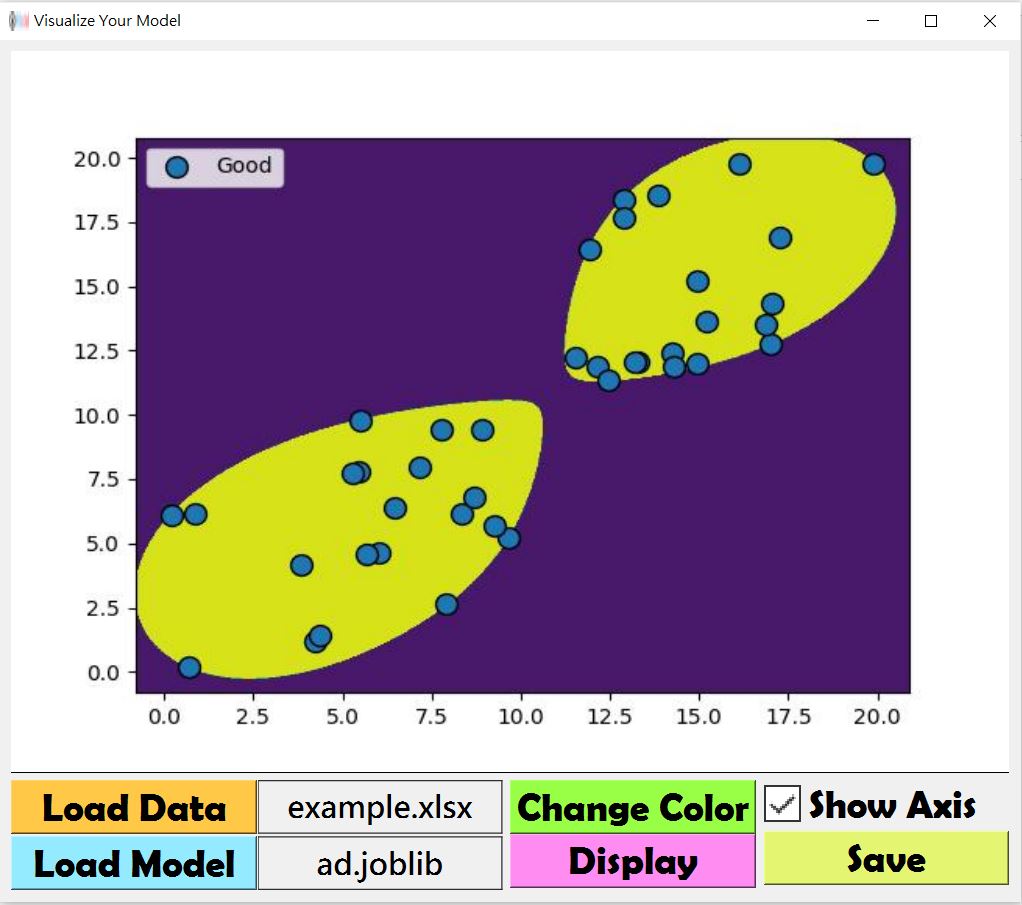 Visualize Your Model
Good
20.0
17.5
15.0
12.5
10.0
7.5
5.0
2.5
0.0
0.0 2.5 5.0 7.5 10.0 12.5 15.0 17.5 20.0
Load Data example.xlsx Change Color Show Axis
Load Model ad.joblib Display Save